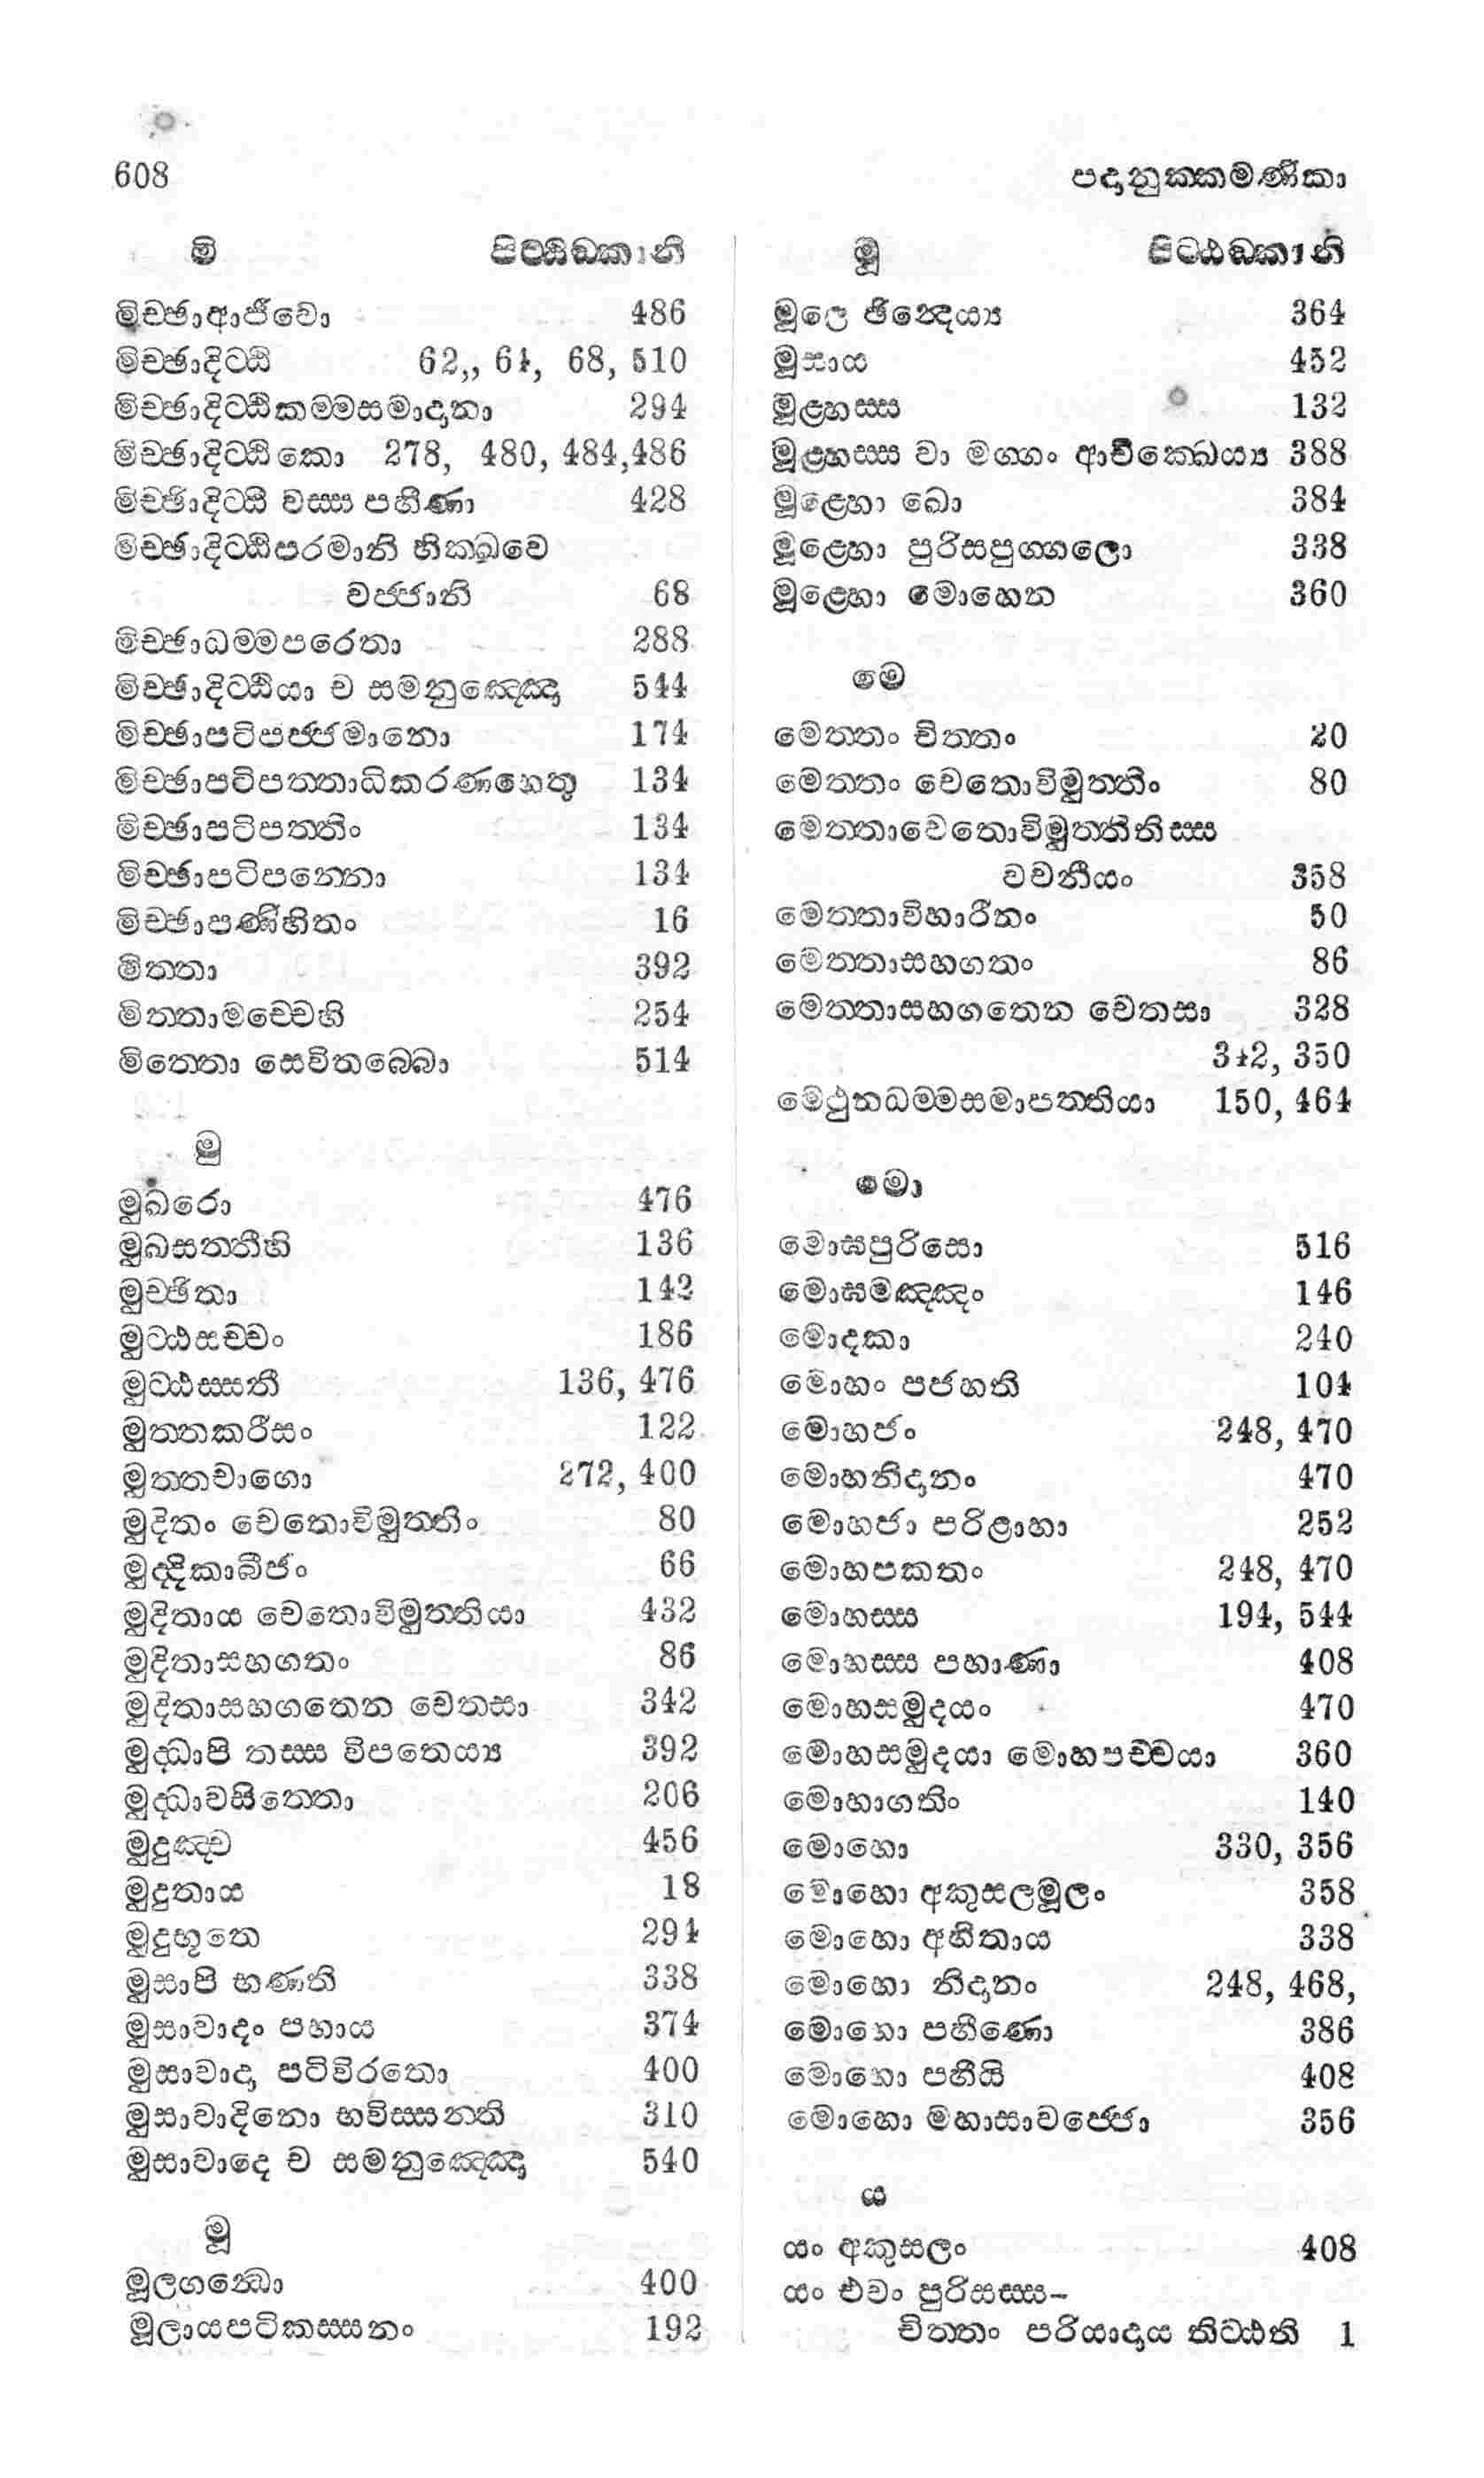 608
පදානුක්කමණිකා
මි පිට්ඨඞකානි
මිච්ඡාආජීවො 486
මිච්ඡාදිට්ඨි 62,, 64, 68, 510
මිච්ඡාදිට්ඨිකම්මසමාදානා 294
මිච්ඡාදිට්ඨිකො 278, 480, 484,486
මිච්ඡාදිට්ඨි වස්ස පහීණා 428
මිච්ඡාදිට්ඨිපරමානි භික්ඛවෙ
වජ්ජානි 68
මිච්ඡාධම්මපරෙතා 288
මිච්ඡාදිට්ඨියා ච සමනුඤ්ඤො 544
මිච්ඡාපටිපජ්ජමානො 174
මිච්ඡාපටිපත්තාධිකරණහෙතු 134
මිච්ඡාපටිපත්තිං 134
මිච්ඡාපටිපන්නො 134
මිච්ඡාපණිහිතං 16
මිත්තා 392
මිත්තාමච්චෙහි 254
මිත්තො සෙවිතබ්බො 514
මු
මුඛරො 476
මුඛසත්තීහි 136
මුච්ඡිතා 142
මුට්ඨසච්චං 186
මුට්ඨස්සතී 136, 476
මුත්තකරීසං 122
මුත්තචාගො 272, 400
මුදිතං චෙතොවිමුත්තිං 80
මුද්දිකාබීජං 66
මුදිතාය චෙතොවිමුත්තියා 432
මුදිතාසහගතං 86
මුදිතාසහගතෙන චෙතසා 342
මුද්ධාපි තස්ස විපතෙය්‍ය 392
මුද්ධාවසිත්තො 206
මුදුඤ්ච 456
මුදුතාය 18
මුදුභූතෙ 294
මුසාපි භණති 338
මුසාවාදං පහාය 374
මුසාවාදා පටිවිරතො 400
මුසාවාදිනො භවිස්සන්ති 310
මුසාවාදෙ ච සමනුඤ්ඤො 540
මූ
මූලගන්ධො 400
මූලායපටිකස්සනං 192
මූ පිට්ඨඞකානි
මූලෙ ඡින්දෙය්‍ය 364
මූසාය 452
මූළ්හස්ස 132
මූළ්හස්ස වා මග්ගං ආචික්ඛෙය්‍ය 388
මූළ්හො ඛො 384
මූළ්හො පුරිසපුග්ගලො 338
මූළ්හො මොහෙන 360
මෙ
මෙත්තං චිත්තං 20
මෙත්තං චෙතොවිමුත්තිං 80
මෙත්තාචෙතොවිමුත්තීතිස්ස
වචනීයං 358
මෙත්තාවිහාරීනං 50
මෙත්තාසහගතං 86
මෙත්තාසහගතෙන චෙතසා 328
342, 350
මෙථුනධම්මසමාපත්තියා 150, 464
මො
මොඝපුරිසො 516
මොඝමඤ්ඤං 146
මොදකා 240
මොහං පජහති 104
මොහජං 248, 470
මොහනිදානං 470
මොහජා පරිළාහා 252
මොහපකතං 248, 470
මොහස්ස 194, 544
මොහස්ස පහාණා 408
මොහසමුදයං 470
මොහසමුදයා මොහපච්චයා 360
මොහාගතිං 140
මොහො 330, 356
මොහො අකුසලමූලං 358
මොහො අහිතාය 338
මොහො නිදානං 248, 468,
මොහො පහීණො 386
මොහො පහීයි 408
මොහො මහාසාවජ්ජො 356
ය
යං අකුසලං 408
යං එවං පුරිසස්ස-
චිත්තං පරියාදාය තිට්ඨති 1